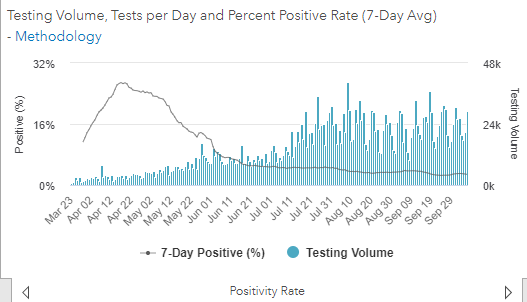 Testing Volume, Tests per Day and Percent Positive Rate (7-Day Avg)
- Methodology
32%
48k
Positive (%)
Testing Volume
16%
24k
0%
0k
Mar 23
Apr 02
Apr 12
Apr 22
May 02
May 12
May 22
Jun 01
Jun 11
Jun 21
Jul 01
Jul 11
Jul 21
Jul 31
Aug 10
Aug 20
Aug 30
Sep 09
Sep 19
Sep 29
7-Day Positive (%)
Testing Volume
Positivity Rate